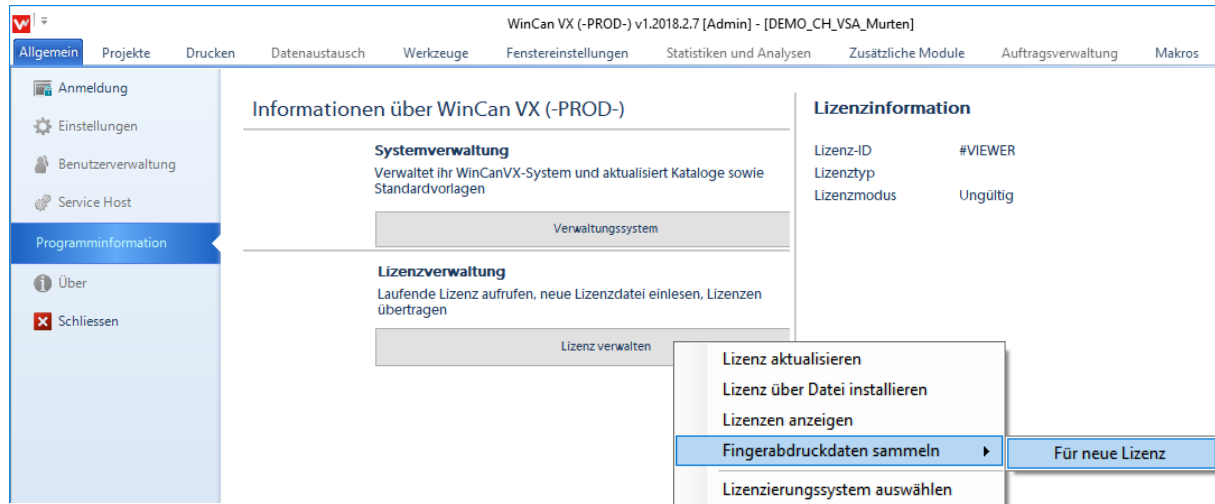 WinCan VX (-PROD-) v1.2018.2.7 [Admin] - [DEMO_CH_VSA_Murten]
Allgemein Projekte Drucken Datenaustausch Werkzeuge Fenstereinstellungen Statistiken und Analysen Zusätzliche Module Auftragsverwaltung Makros
Anmeldung
Einstellungen
Benutzerverwaltung
Service Host
Programminformation
Über
Schliessen
Informationen über WinCan VX (-PROD-)
Systemverwaltung
Verwaltet ihr WinCanVX-System und aktualisiert Kataloge sowie
Standardvorlagen
Verwaltungssystem
Lizenzverwaltung
Laufende Lizenz aufrufen, neue Lizenzdatei einlesen, Lizenzen
übertragen
Lizenz verwalten
Lizenzinformation
Lizenz-ID #VIEWER
Lizenztyp
Lizenzmodus Ungültig
Lizenz aktualisieren
Lizenz über Datei installieren
Lizenzen anzeigen
Fingerabdruckdaten sammeln
Für neue Lizenz
Lizenzierungssystem auswählen